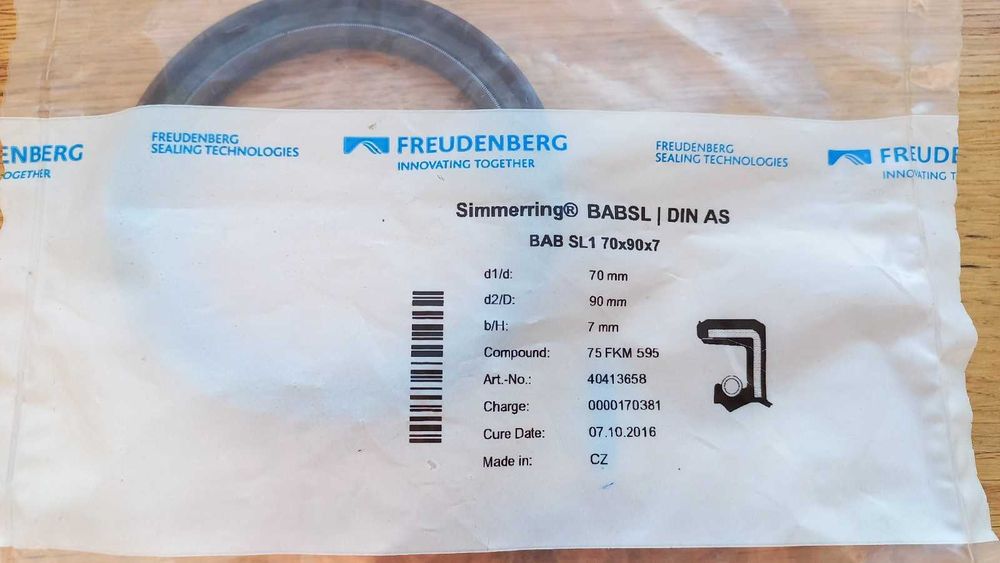 ENBERG
OGETHER
FREUDENBERG
SEALING TECHNOLOGIES
FREUDENBERG
INNOVATING TOGETHER
FREUDENBERG
SEALING TECHNOLOGIES
FREUDE
INNOVATING T
Simmerring® BABSL | DIN AS
BAB SL1 70x90x7
d1/d: 70 mm
d2/D: 90 mm
b/H: 7 mm
Compound: 75 FKM 595
Art.-No.: 40413658
Charge: 0000170381
Cure Date: 07.10.2016
Made in: CZ